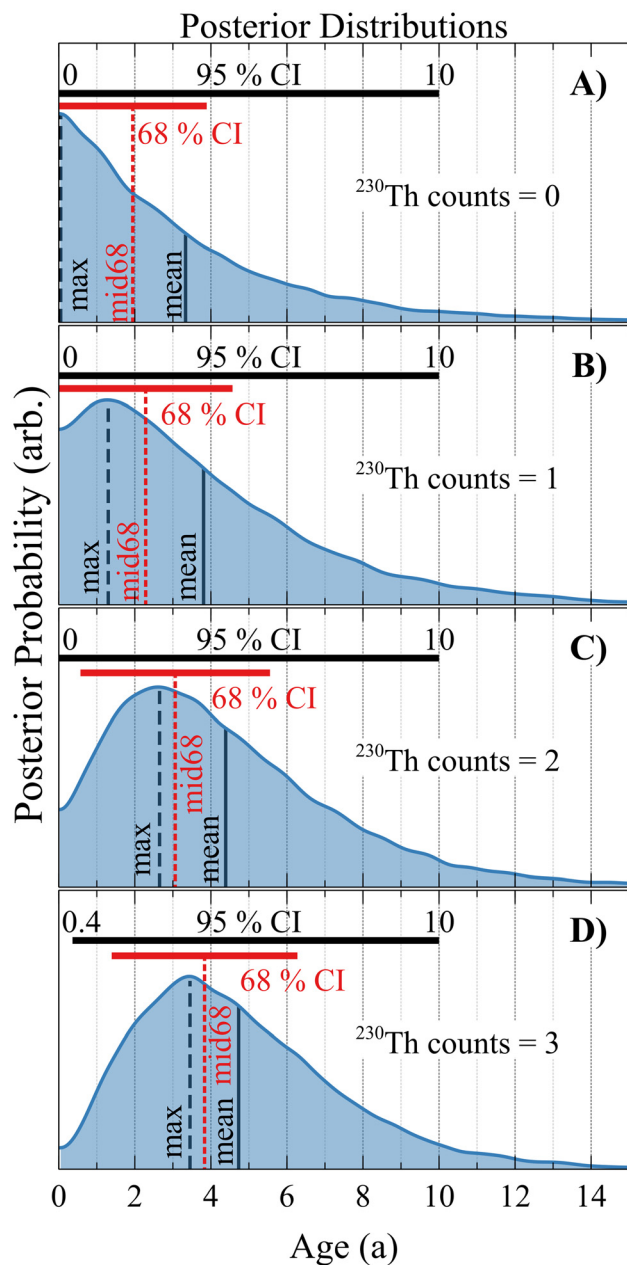 Posterior Distributions
Posterior Probability (arb.)
0 95 % CI 10 A)
68 % CI
²³⁰Th counts = 0
max mid68 mean
0 95 % CI 10 B)
68 % CI
²³⁰Th counts = 1
max mid68 mean
0 95 % CI 10 C)
68 % CI
²³⁰Th counts = 2
max mid68 mean
0.4 95 % CI 10 D)
68 % CI
²³⁰Th counts = 3
max mid68 mean
0 2 4 6 8 10 12 14
Age (a)